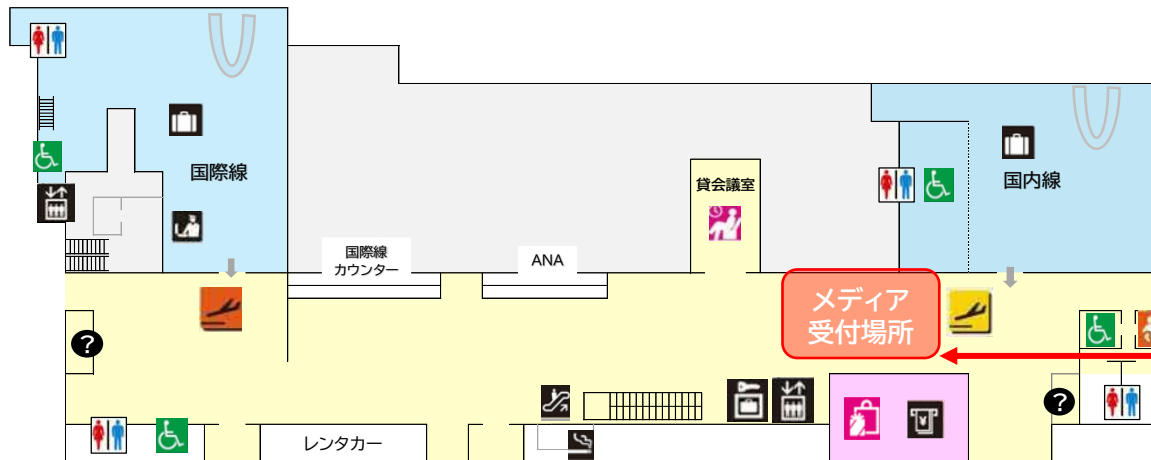 国際線
貸会議室
国内線
国際線
カウンター
ANA
メディア
受付場所
?
?
¥
レンタカー